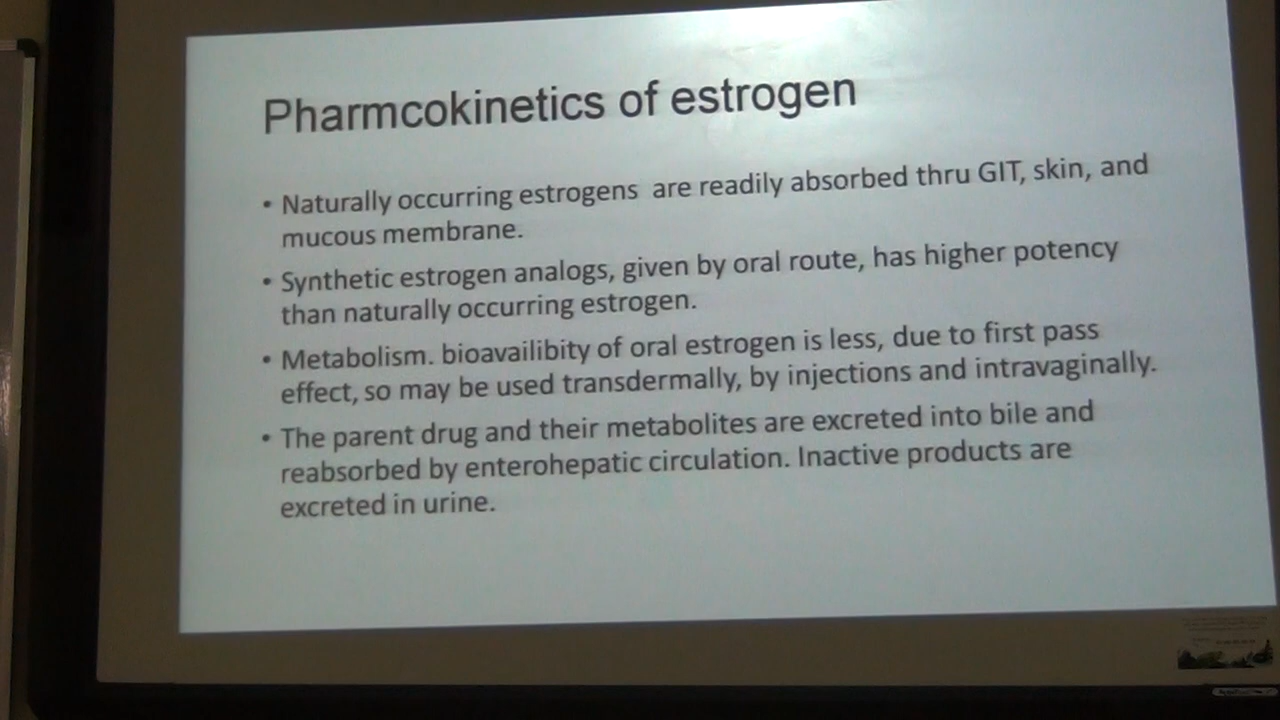 Pharmcokinetics of estrogen
• Naturally occurring estrogens are readily absorbed thru GIT, skin, and
mucous membrane.
• Synthetic estrogen analogs, given by oral route, has higher potency
than naturally occurring estrogen.
• Metabolism. bioavailibity of oral estrogen is less, due to first pass
effect, so may be used transdermally, by injections and intravaginally.
• The parent drug and their metabolites are excreted into bile and
reabsorbed by enterohepatic circulation. Inactive products are
excreted in urine.